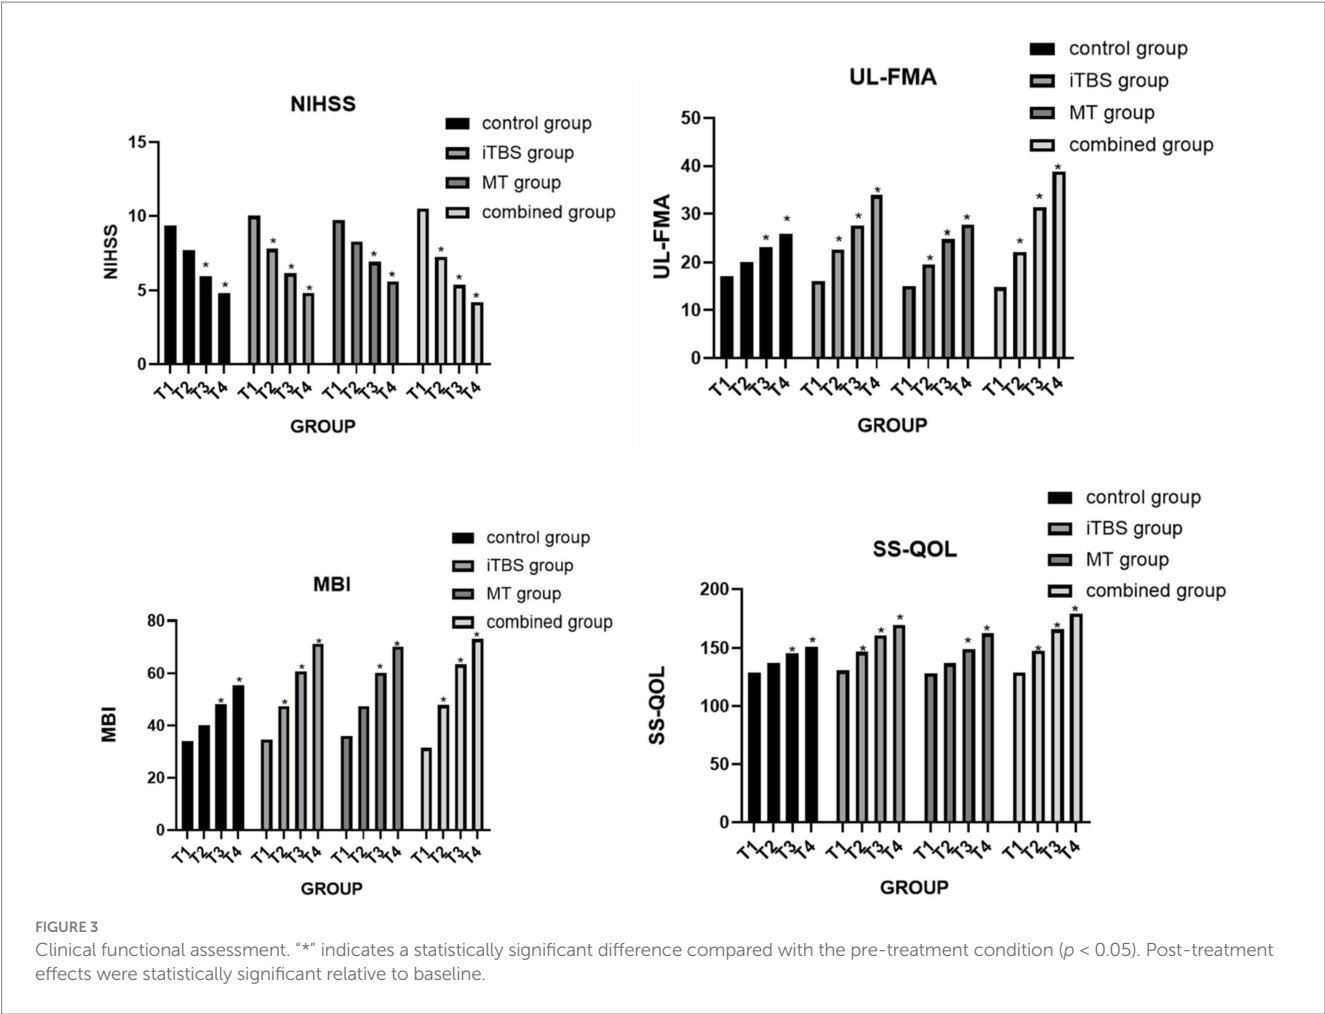 NIHSS
control group
iTBS group
MT group
combined group
15
10
5
0
NIHSS
T1 T2 T3 T4 T1 T2 T3 T4 T1 T2 T3 T4 T1 T2 T3 T4
* * * * * * * * * *
GROUP
UL-FMA
control group
iTBS group
MT group
combined group
50
40
30
20
10
0
UL-FMA
T1 T2 T3 T4 T1 T2 T3 T4 T1 T2 T3 T4 T1 T2 T3 T4
* * * * * * * * * * *
GROUP
MBI
control group
iTBS group
MT group
combined group
80
60
40
20
0
MBI
T1 T2 T3 T4 T1 T2 T3 T4 T1 T2 T3 T4 T1 T2 T3 T4
* * * * * * * * * *
GROUP
SS-QOL
control group
iTBS group
MT group
combined group
200
150
100
50
0
SS-QOL
T1 T2 T3 T4 T1 T2 T3 T4 T1 T2 T3 T4 T1 T2 T3 T4
* * * * * * * * * *
GROUP
FIGURE 3
Clinical functional assessment. “*” indicates a statistically significant difference compared with the pre-treatment condition (p < 0.05). Post-treatment
effects were statistically significant relative to baseline.